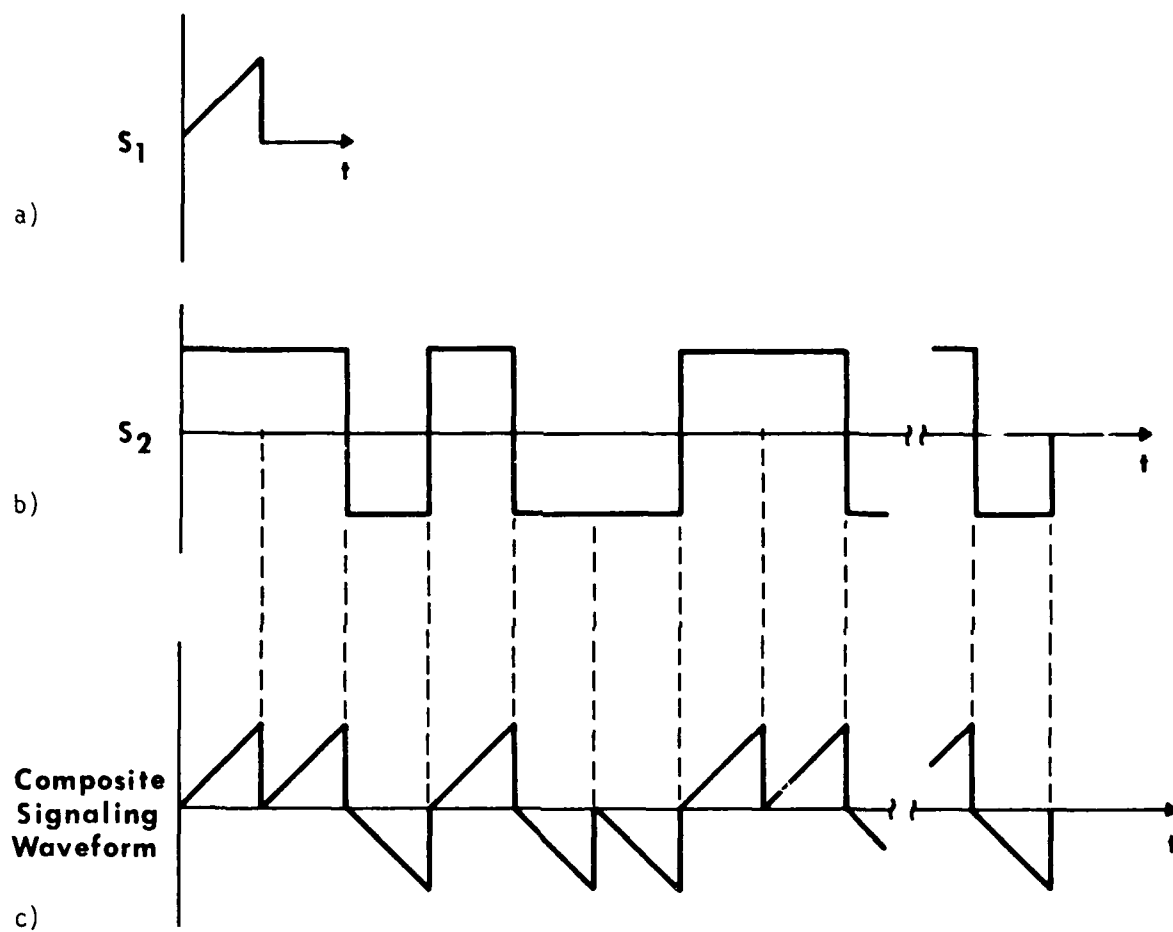 S1
t
a)
S2
t
b)
Composite
Signaling
Waveform
t
c)